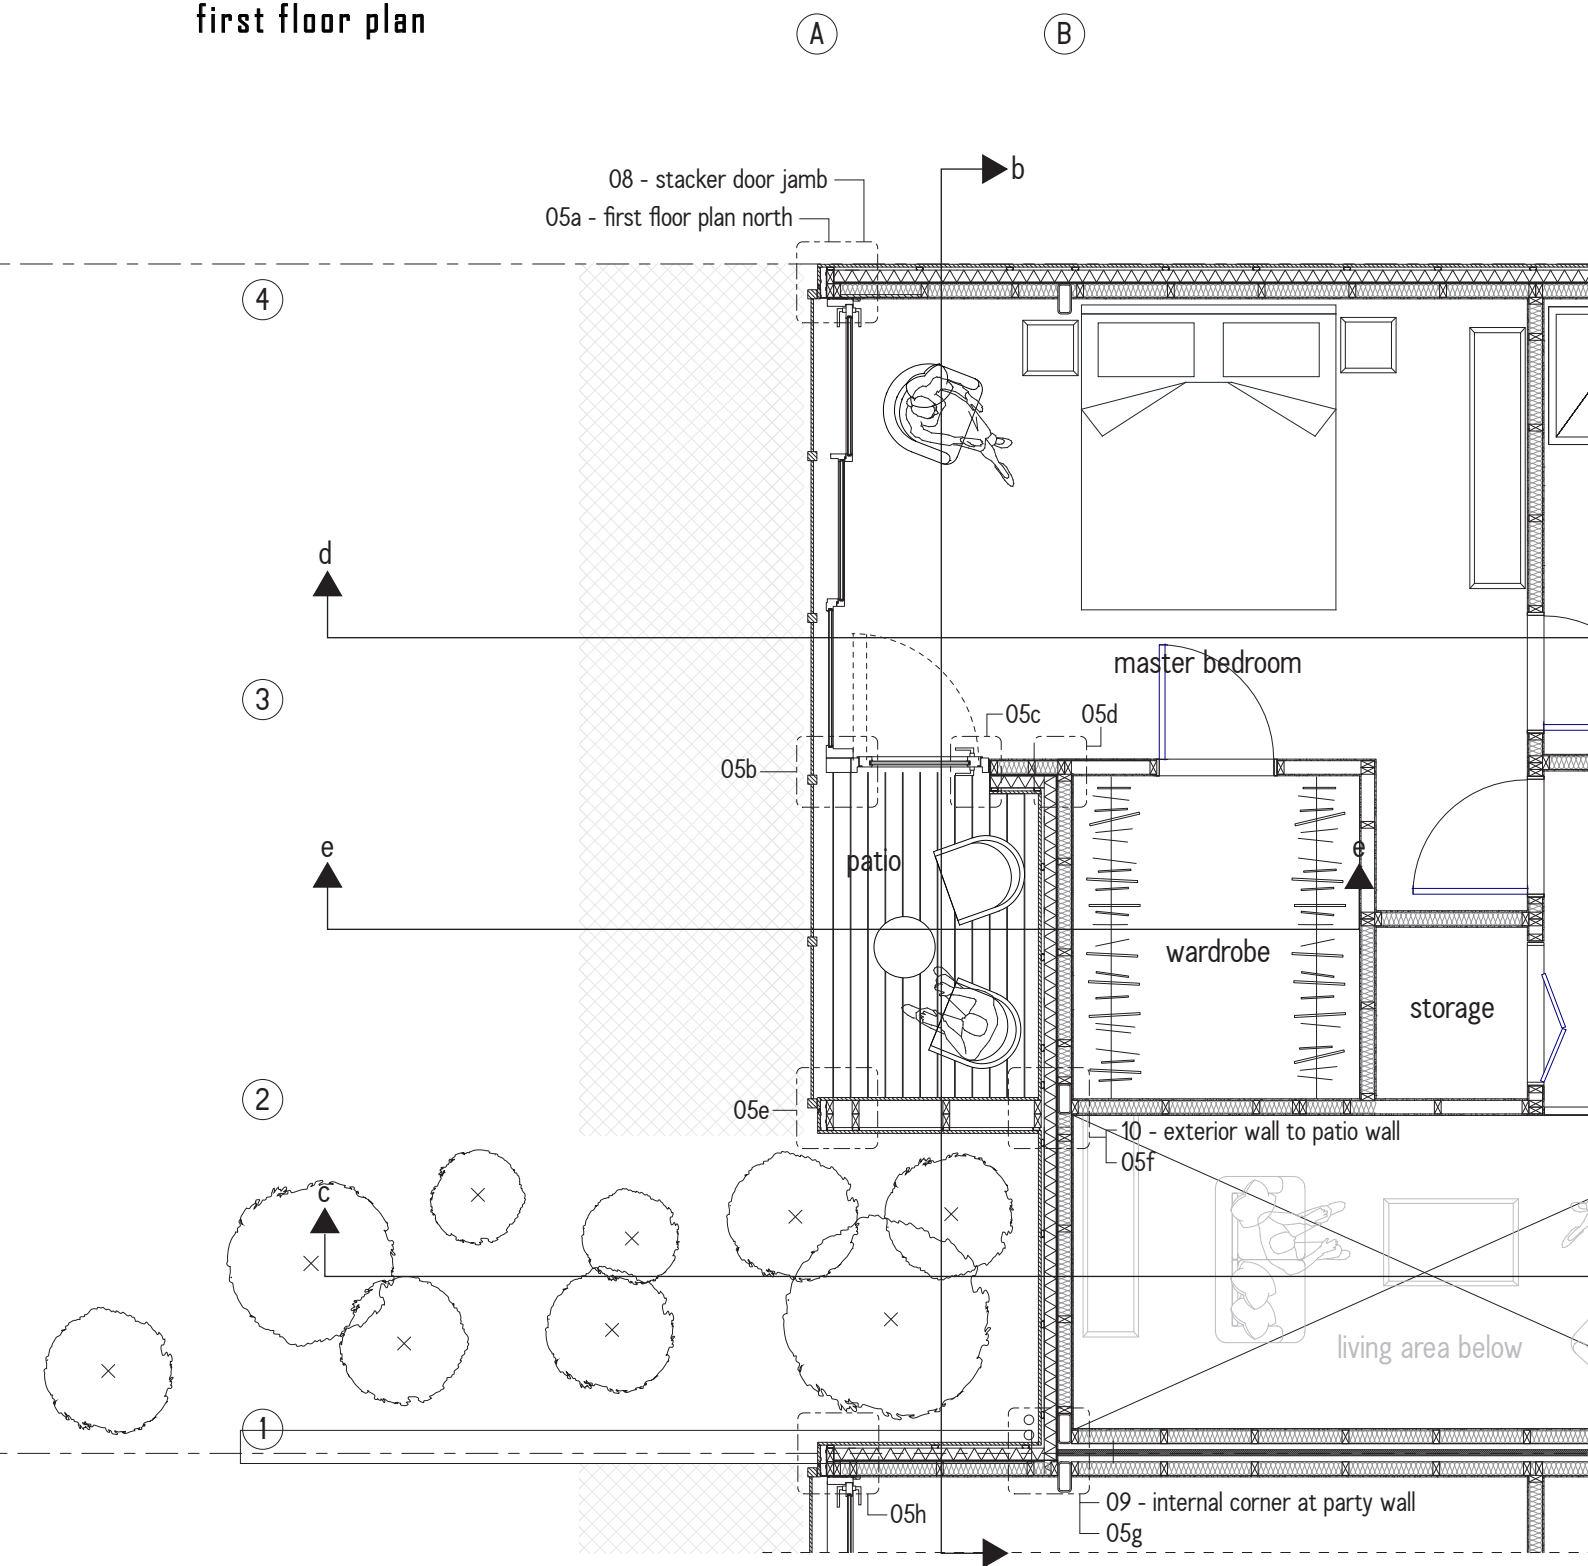 first floor plan
A
B
b
08 - stacker door jamb
05a - first floor plan north
4
d
master bedroom
3
05c
05d
05b
e
patio
e
wardrobe
storage
2
05e
10 - exterior wall to patio wall
05f
c
living area below
1
09 - internal corner at party wall
05h
05g